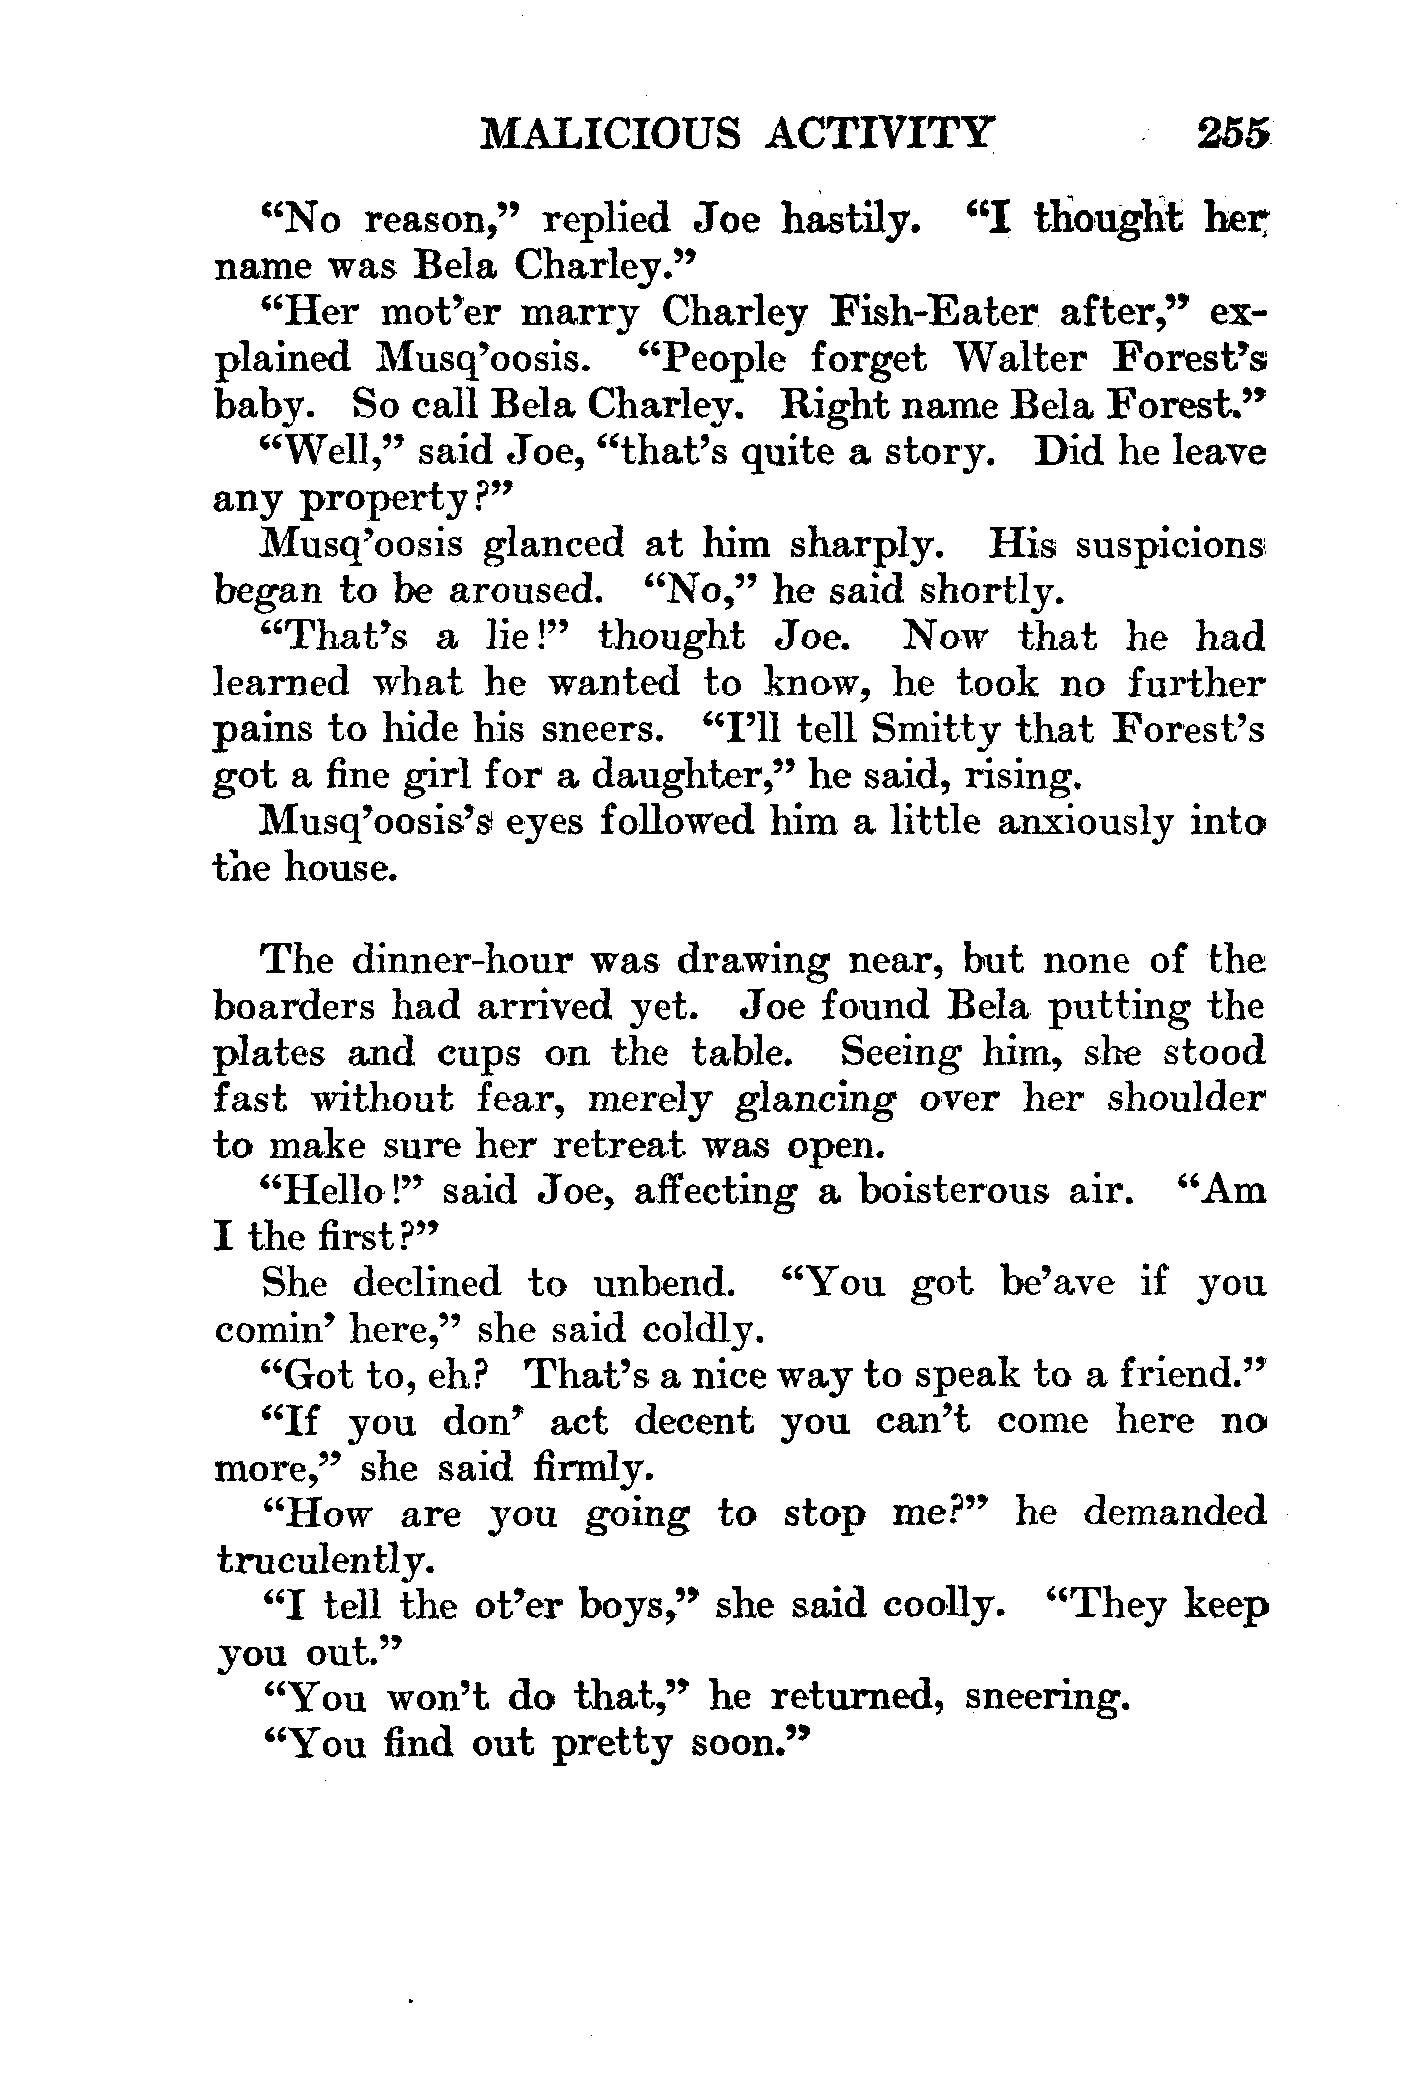 MALICIOUS ACTIVITY 255
“No reason,” replied Joe hastily. “I thought her
name was Bela Charley.”
“Her mot’er marry Charley Fish-Eater after,” ex-
plained Musq’oosis. “People forget Walter Forest’s
baby. So call Bela Charley. Right name Bela Forest.”
“Well,” said Joe, “that’s quite a story. Did he leave
any property?”
Musq’oosis glanced at him sharply. His suspicions
began to be aroused. “No,” he said shortly.
“That’s a lie!” thought Joe. Now that he had
learned what he wanted to know, he took no further
pains to hide his sneers. “I’ll tell Smitty that Forest’s
got a fine girl for a daughter,” he said, rising.
Musq’oosis’s eyes followed him a little anxiously into
the house.
The dinner-hour was drawing near, but none of the
boarders had arrived yet. Joe found Bela putting the
plates and cups on the table. Seeing him, she stood
fast without fear, merely glancing over her shoulder
to make sure her retreat was open.
“Hello!” said Joe, affecting a boisterous air. “Am
I the first?”
She declined to unbend. “You got be’ave if you
comin’ here,” she said coldly.
“Got to, eh? That’s a nice way to speak to a friend.”
“If you don’ act decent you can’t come here no
more,” she said firmly.
“How are you going to stop me?” he demanded
truculently.
“I tell the ot’er boys,” she said coolly. “They keep
you out.”
“You won’t do that,” he returned, sneering.
“You find out pretty soon.”